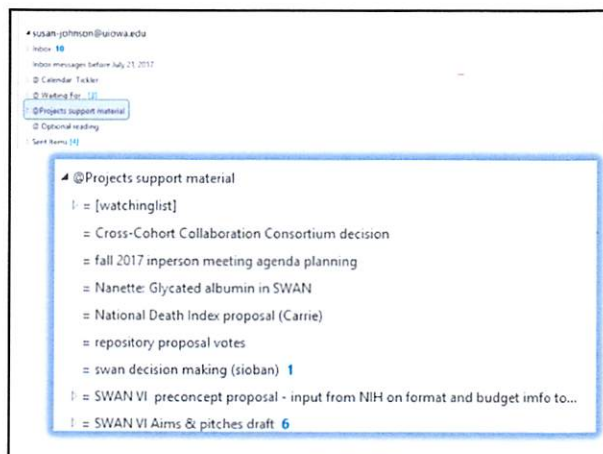 susan-johnson@uiowa.edu
Inbox 10
Inbox messages before July 21, 2017
@ Calendar Tickler
@ Waiting For... [3]
@Projects support material
@ Optional reading
Sent Items [4]
@Projects support material
= [watchinglist]
= Cross-Cohort Collaboration Consortium decision
= fall 2017 inperson meeting agenda planning
= Nanette: Glycated albumin in SWAN
= National Death Index proposal (Carrie)
= repository proposal votes
= swan decision making (sioban) 1
= SWAN VI preconcept proposal - input from NIH on format and budget imfo to...
= SWAN VI Aims & pitches draft 6